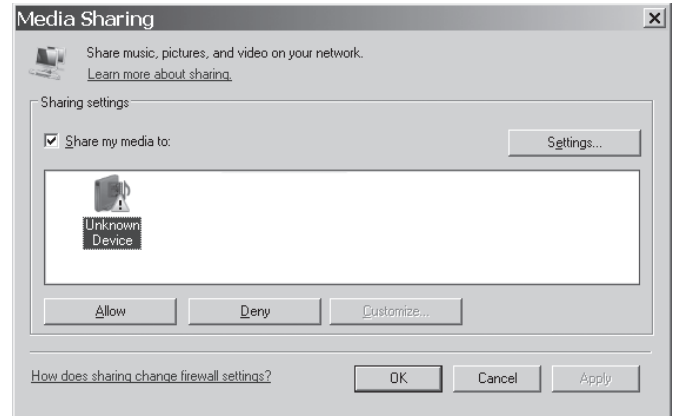 Media Sharing
Share music, pictures, and video on your network.
Learn more about sharing.
Sharing settings
Share my media to:
Settings...
Unknown
Device
Allow
Deny
Customize...
How does sharing change firewall settings?
OK
Cancel
Apply